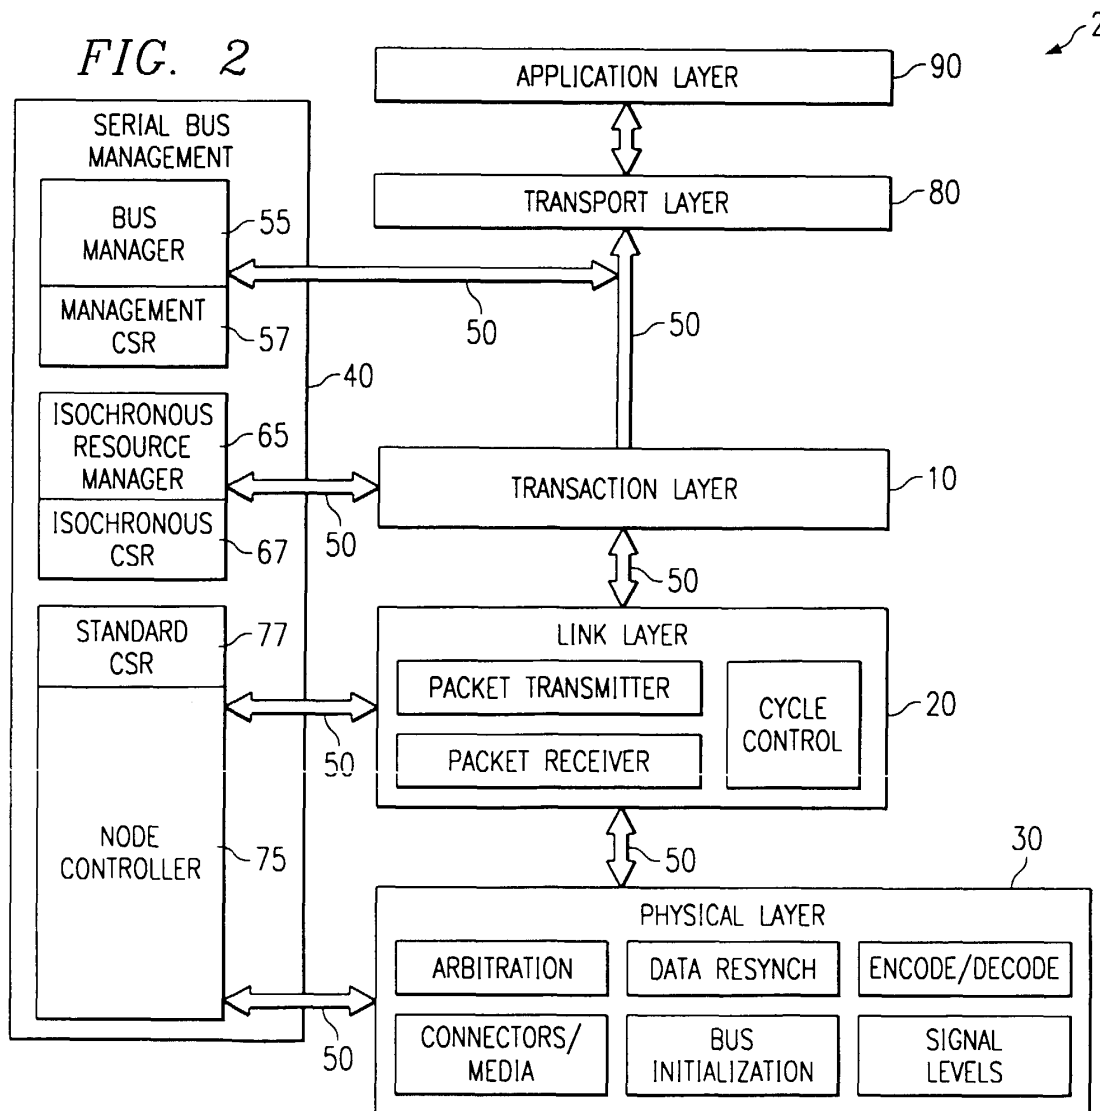 FIG. 2
2
APPLICATION LAYER
90
SERIAL BUS
MANAGEMENT
TRANSPORT LAYER
80
BUS
MANAGER
55
50
50
MANAGEMENT
CSR
57
40
ISOCHRONOUS
RESOURCE
MANAGER
65
TRANSACTION LAYER
10
50
ISOCHRONOUS
CSR
67
50
STANDARD
CSR
77
LINK LAYER
PACKET TRANSMITTER
CYCLE
CONTROL
20
50
PACKET RECEIVER
NODE
CONTROLLER
75
50
30
PHYSICAL LAYER
ARBITRATION
DATA RESYNCH
ENCODE/DECODE
50
CONNECTORS/
MEDIA
BUS
INITIALIZATION
SIGNAL
LEVELS